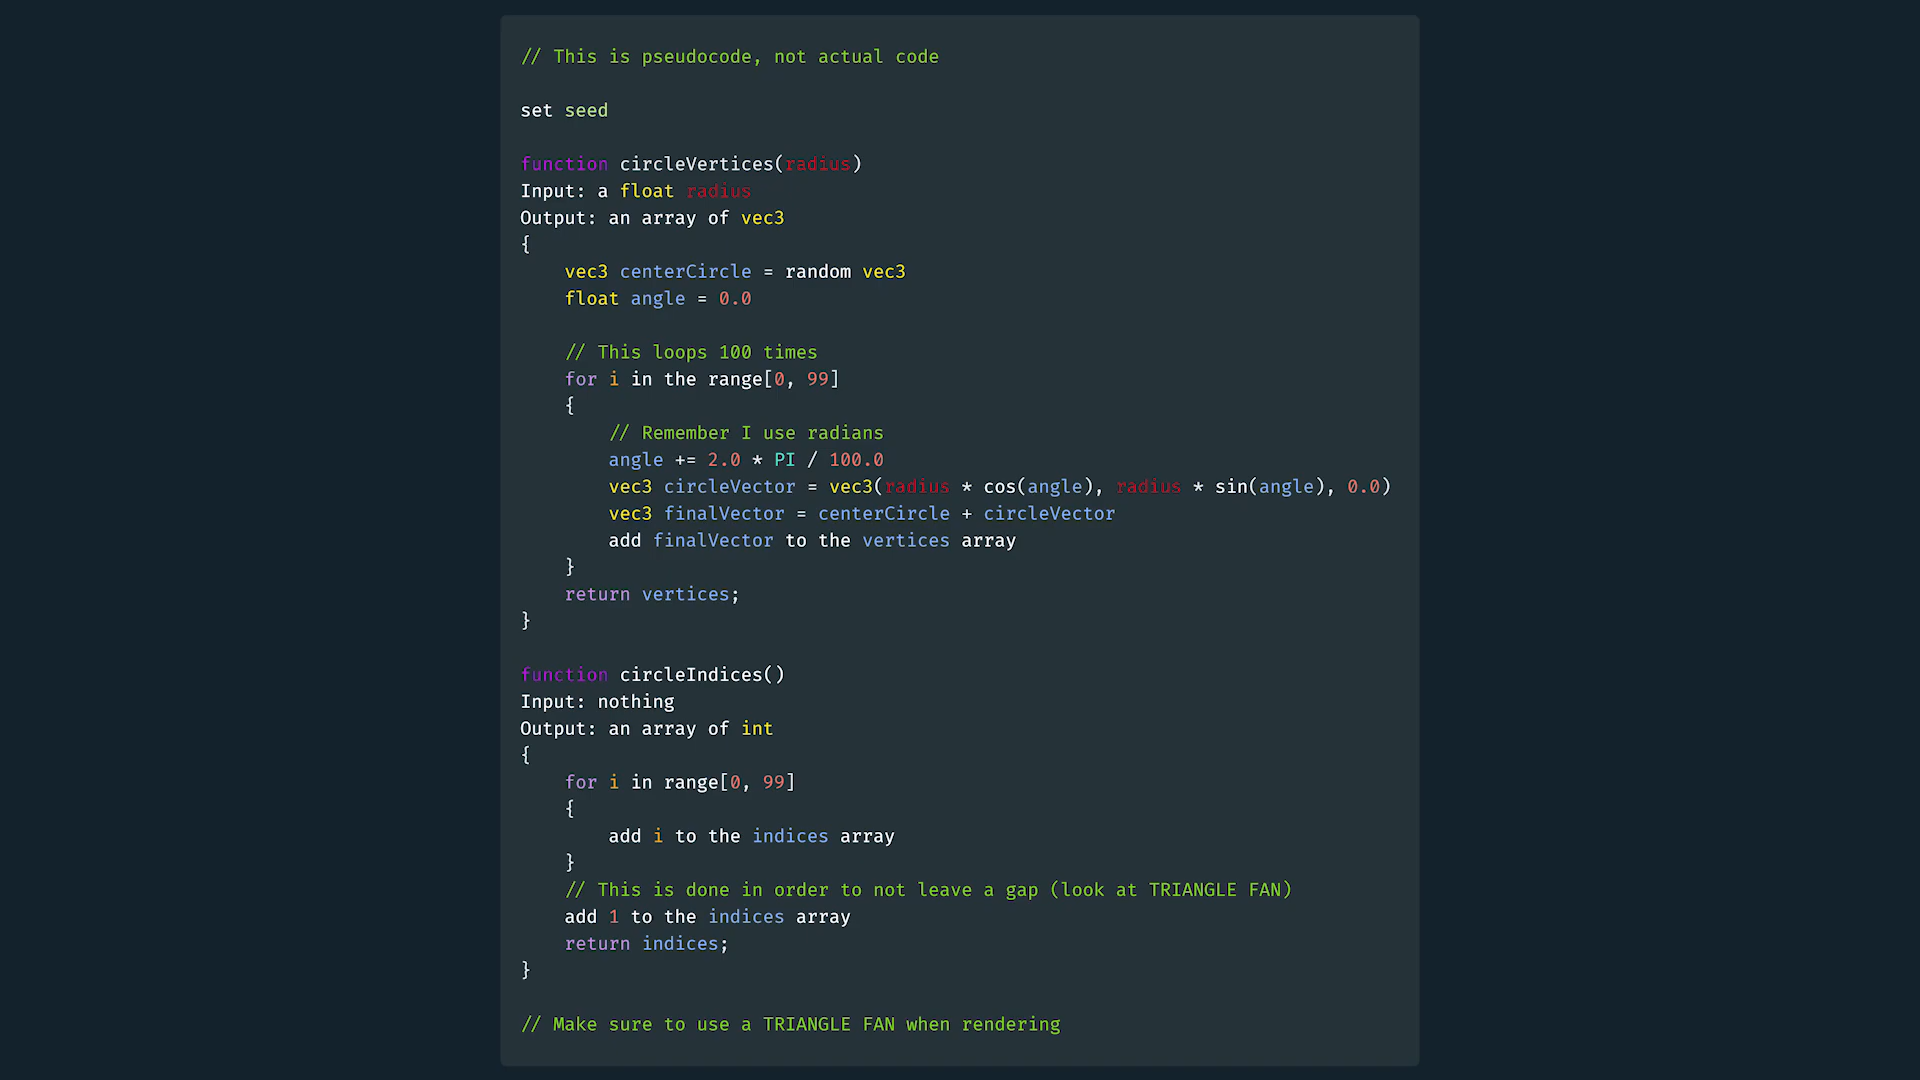 // This is pseudocode, not actual code
set seed
function circleVertices(radius)
Input: a float radius
Output: an array of vec3
{
vec3 centerCircle = random vec3
float angle = 0.0
// This loops 100 times
for i in the range[0, 99]
{
// Remember I use radians
angle += 2.0 * PI / 100.0
vec3 circleVector = vec3(radius * cos(angle), radius * sin(angle), 0.0)
vec3 finalVector = centerCircle + circleVector
add finalVector to the vertices array
}
return vertices;
}
function circleIndices()
Input: nothing
Output: an array of int
{
for i in range[0, 99]
{
add i to the indices array
}
// This is done in order to not leave a gap (look at TRIANGLE FAN)
add 1 to the indices array
return indices;
}
// Make sure to use a TRIANGLE FAN when rendering